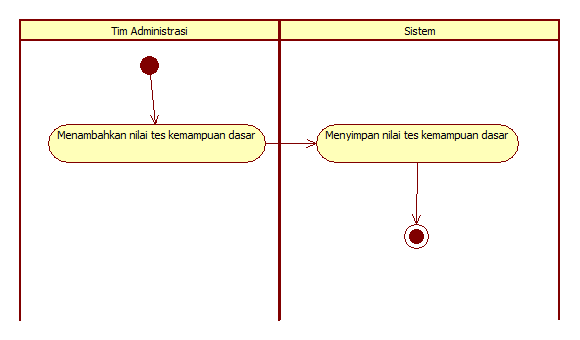 Tim Administrasi
Sistem
Menambahkan nilai tes kemampuan dasar
Menyimpan nilai tes kemampuan dasar